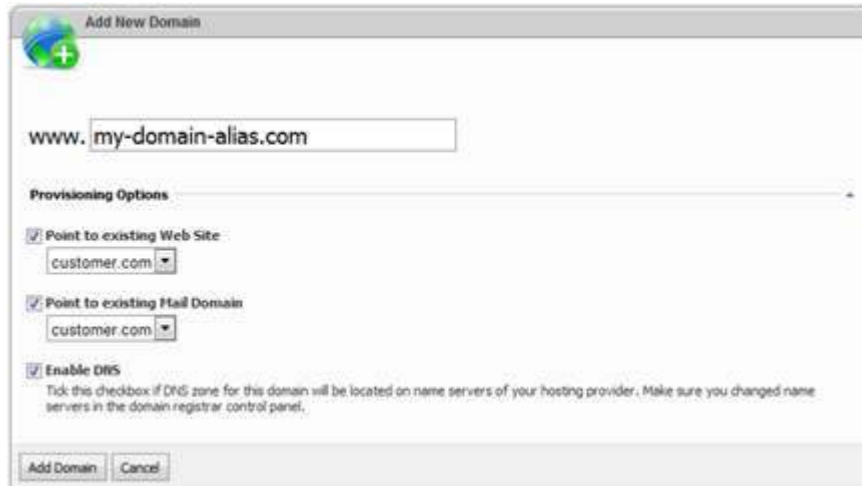 Add New Domain
www. my-domain-alias.com
Provisioning Options
Point to existing Web Site
customer.com
Point to existing Mail Domain
customer.com
Enable DNS
Tick this checkbox if DNS zone for this domain will be located on name servers of your hosting provider. Make sure you changed name
servers in the domain registrar control panel.
Add Domain Cancel